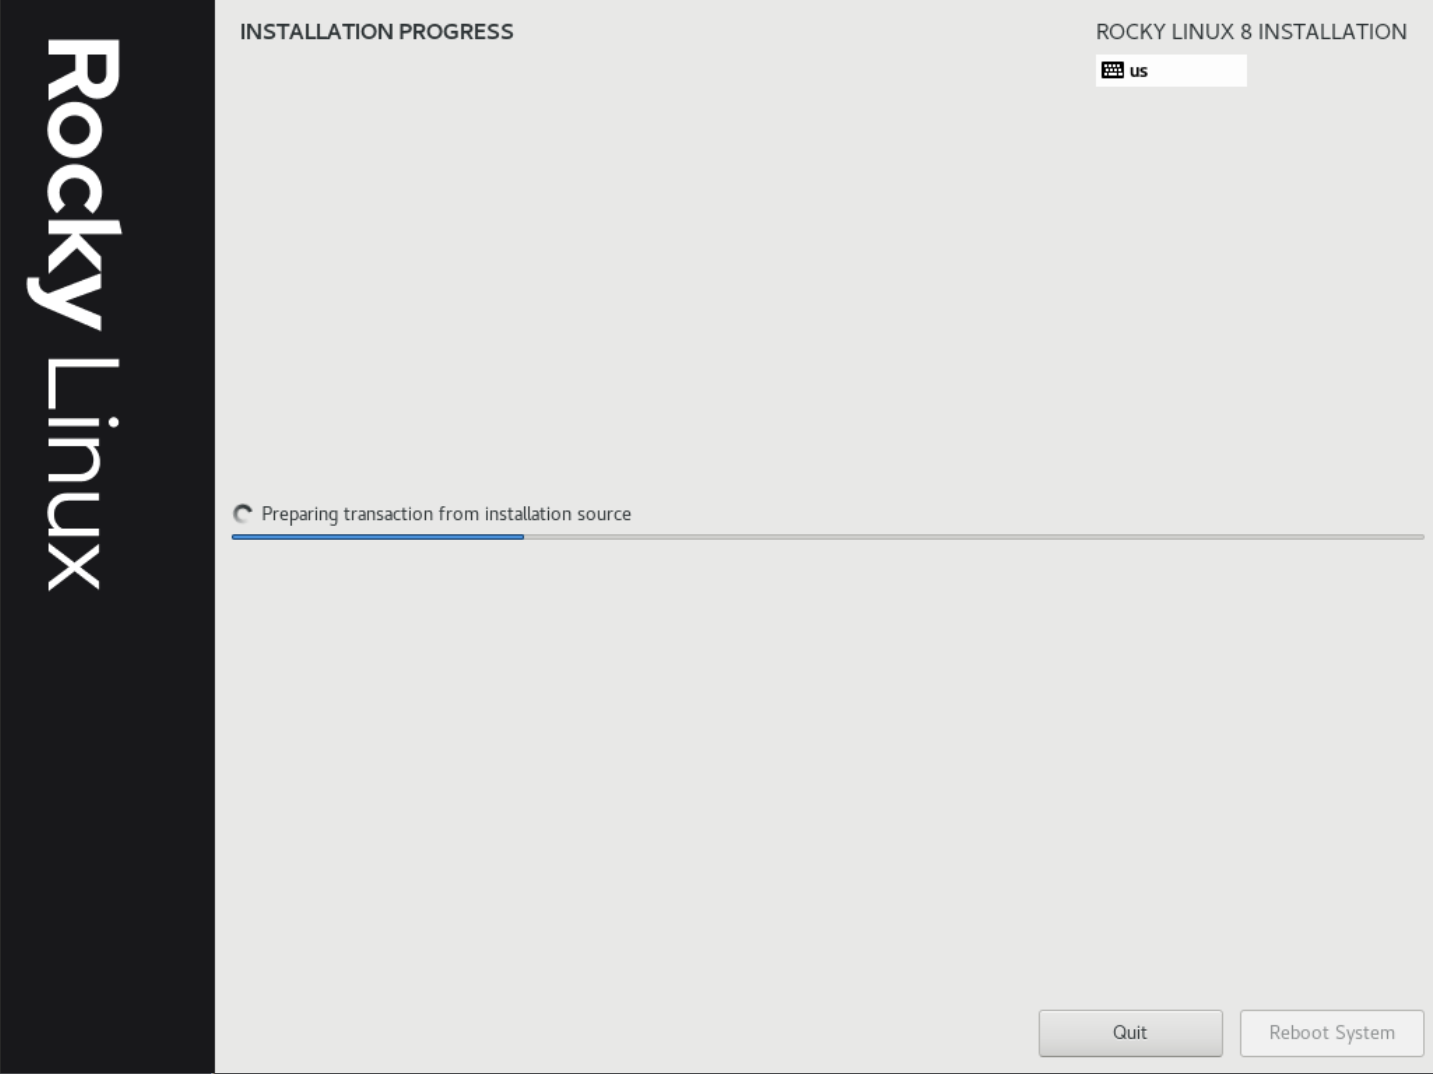 Rocky Linux
INSTALLATION PROGRESS
ROCKY LINUX 8 INSTALLATION
us
Preparing transaction from installation source
Quit
Reboot System